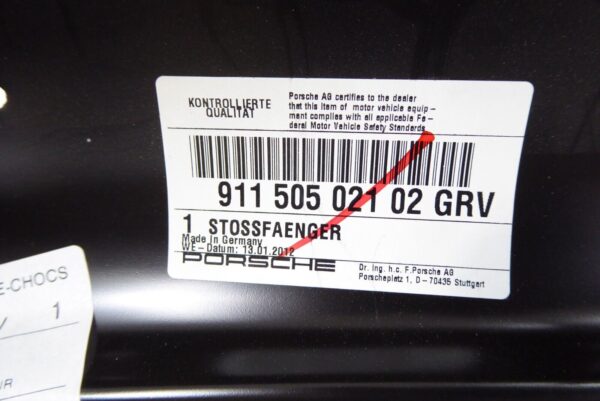 KONTROLLIERTE
QUALITÄT
Porsche AG certifies to the dealer
that this item of motor vehicle equip-
ment complies with all applicable Fe-
deral Motor Vehicle Safety Standards.
911 505 021 02 GRV
1 STOSSFAENGER
Made in Germany
WE-Datum: 13.01.2012
PORSCHE
Dr. Ing. h.c. F.Porsche AG
Porscheplatz 1, D-70435 Stuttgart
E-CHOCS
/ 1